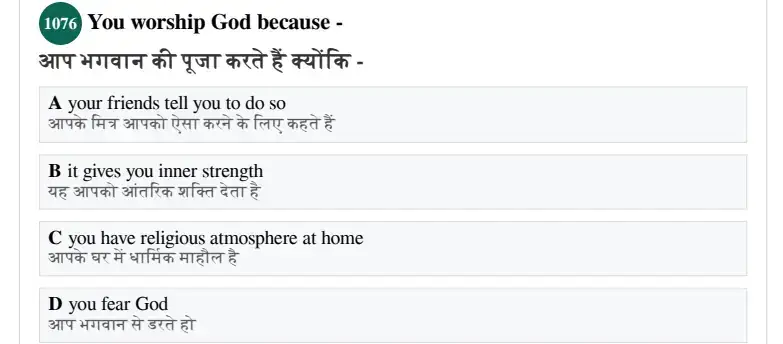 1076 You worship God because -
आप भगवान की पूजा करते हैं क्योंकि -
A your friends tell you to do so
आपके मित्र आपको ऐसा करने के लिए कहते हैं
B it gives you inner strength
यह आपको आंतरिक शक्ति देता है
C you have religious atmosphere at home
आपके घर में धार्मिक माहौल है
D you fear God
आप भगवान से डरते हो